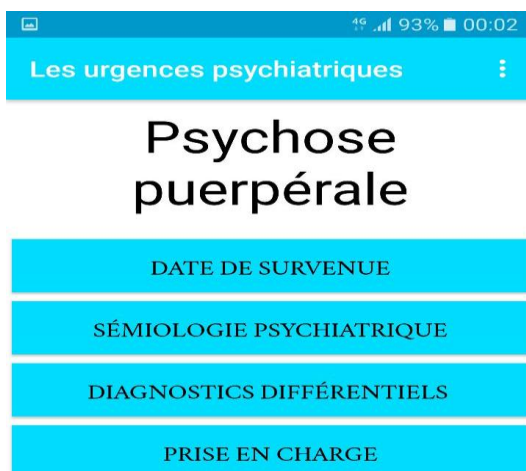 4G 93% 00:02
Les urgences psychiatriques
Psychose
puerpérale
DATE DE SURVENUE
SÉMIOLOGIE PSYCHIATRIQUE
DIAGNOSTICS DIFFÉRENTIELS
PRISE EN CHARGE